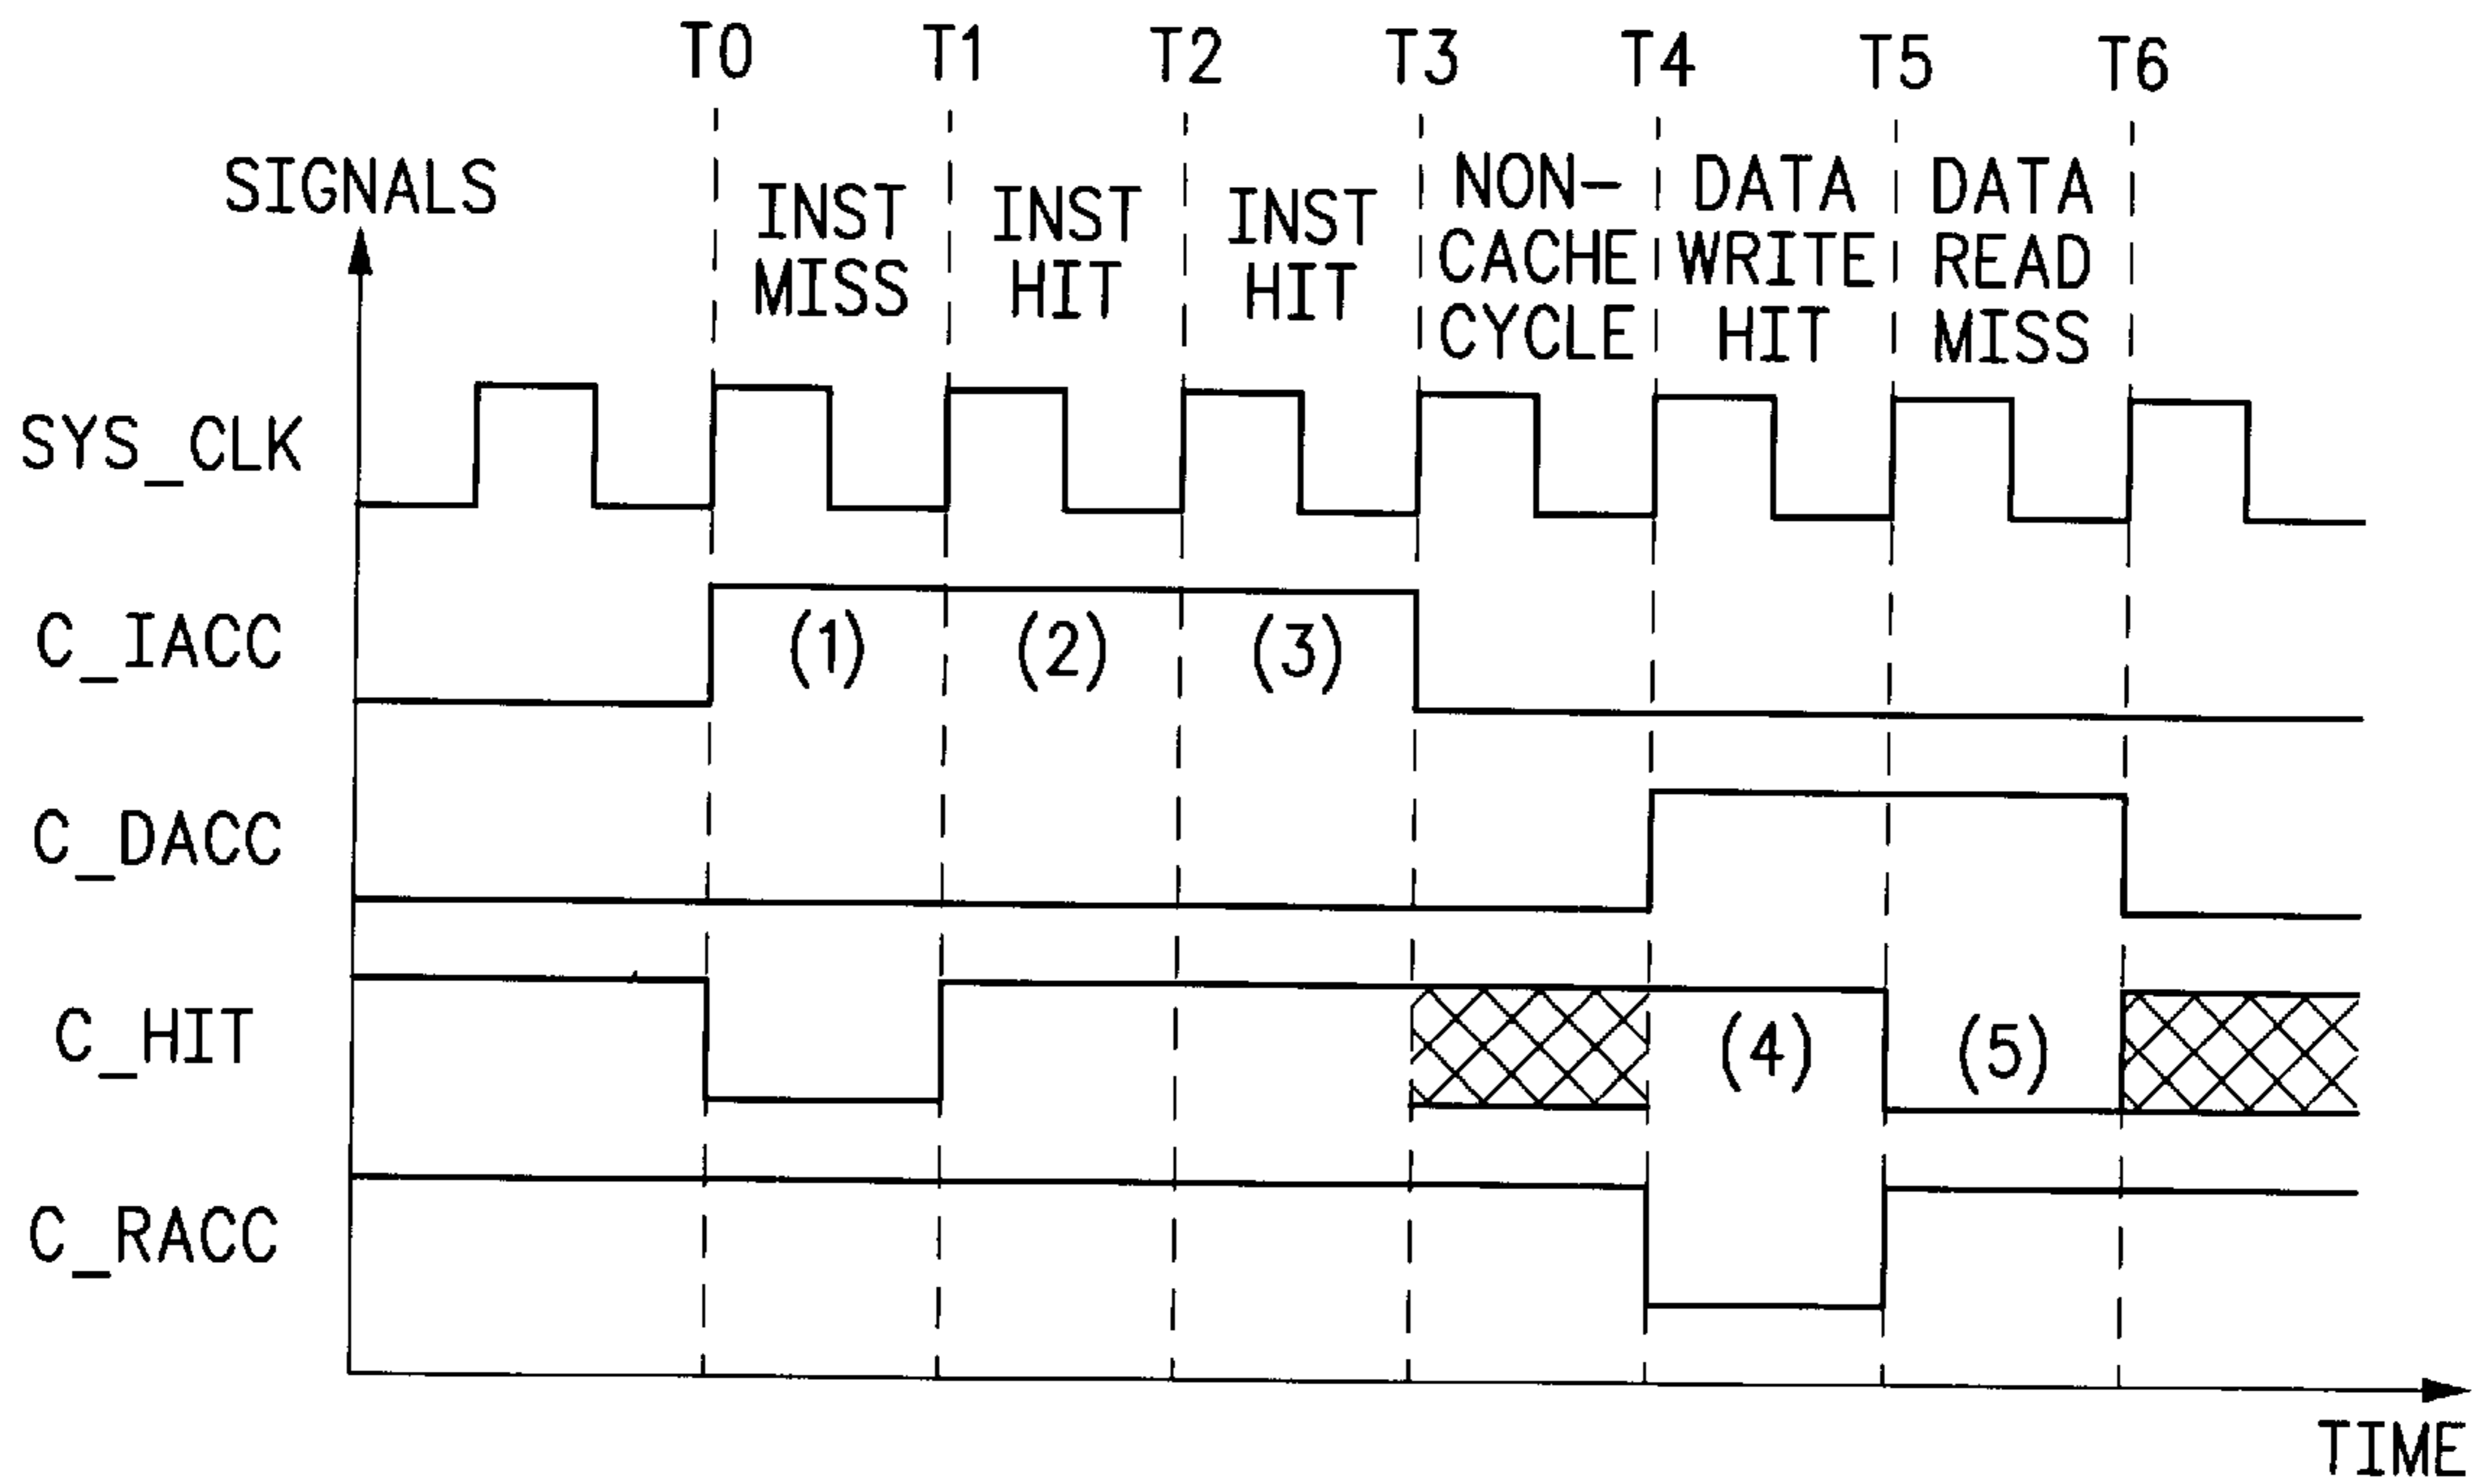 T0 T1 T2 T3 T4 T5 T6
SIGNALS
INST
MISS
INST
HIT
INST
HIT
NON-
CACHE
CYCLE
DATA
WRITE
HIT
DATA
READ
MISS
SYS_CLK
C_IACC (1) (2) (3)
C_DACC
C_HIT (4) (5)
C_RACC
TIME